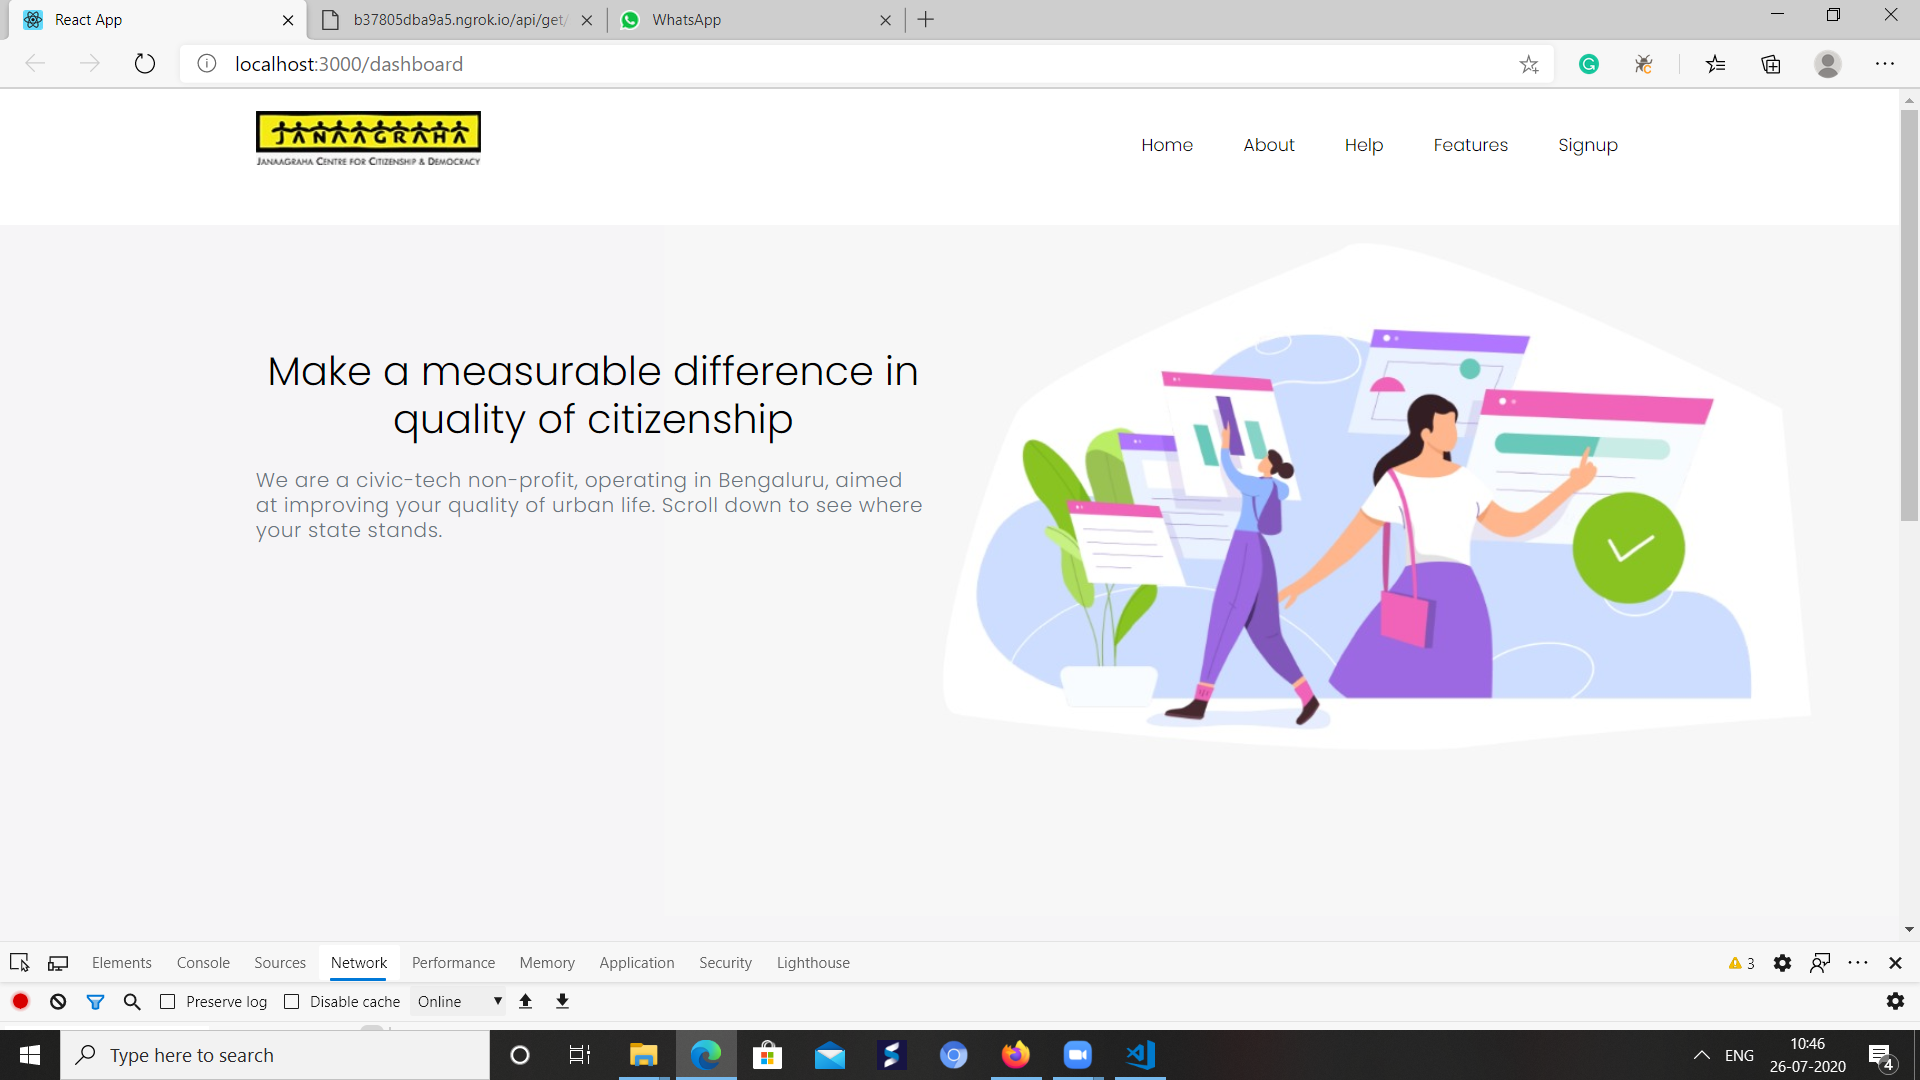 React App
b37805dba9a5.ngrok.io/api/get/
WhatsApp
localhost:3000/dashboard
JANAAGRAHA
JANAAGRAHA CENTRE FOR CITIZENSHIP & DEMOCRACY
Home About Help Features Signup
Make a measurable difference in
quality of citizenship
We are a civic-tech non-profit, operating in Bengaluru, aimed
at improving your quality of urban life. Scroll down to see where
your state stands.
Elements Console Sources Network Performance Memory Application Security Lighthouse 3
Preserve log Disable cache Online
Type here to search
ENG
10:46
26-07-2020
4